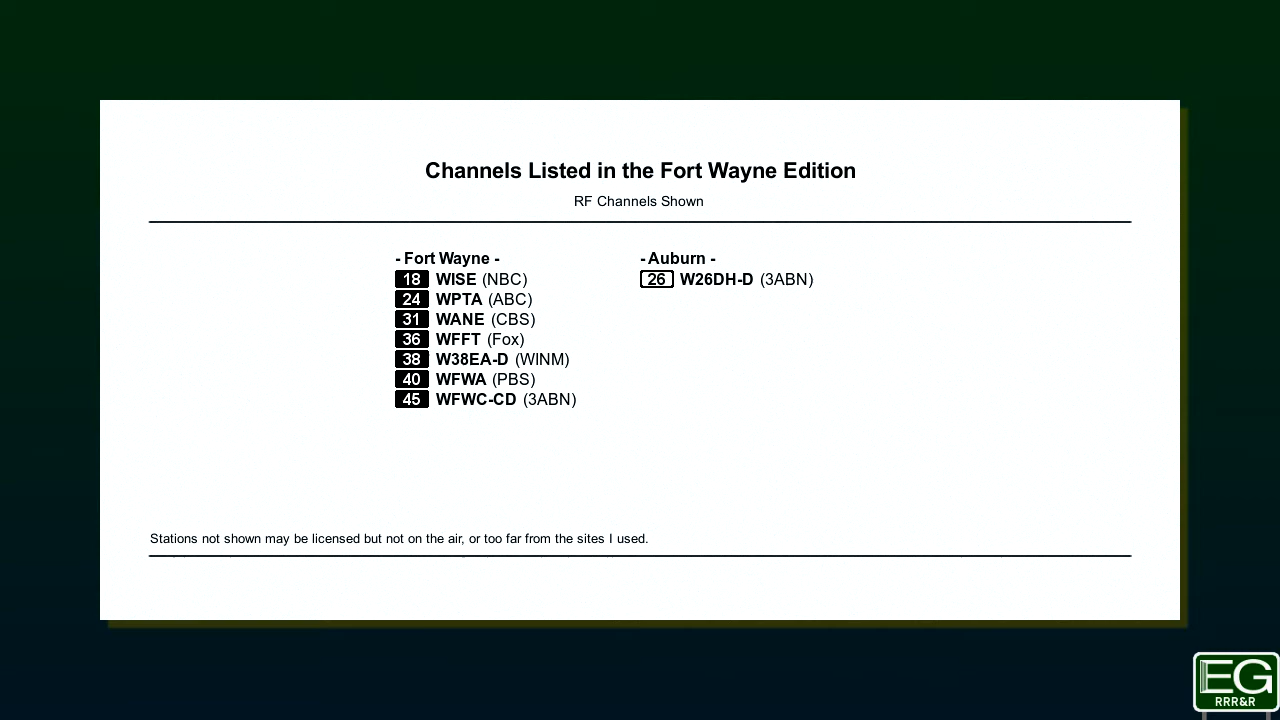 Channels Listed in the Fort Wayne Edition
RF Channels Shown
- Fort Wayne -
18 WISE (NBC)
24 WPTA (ABC)
31 WANE (CBS)
36 WFFT (Fox)
38 W38EA-D (WINM)
40 WFWA (PBS)
45 WFWC-CD (3ABN)
- Auburn -
26 W26DH-D (3ABN)
Stations not shown may be licensed but not on the air, or too far from the sites I used.
EG
RRR&R